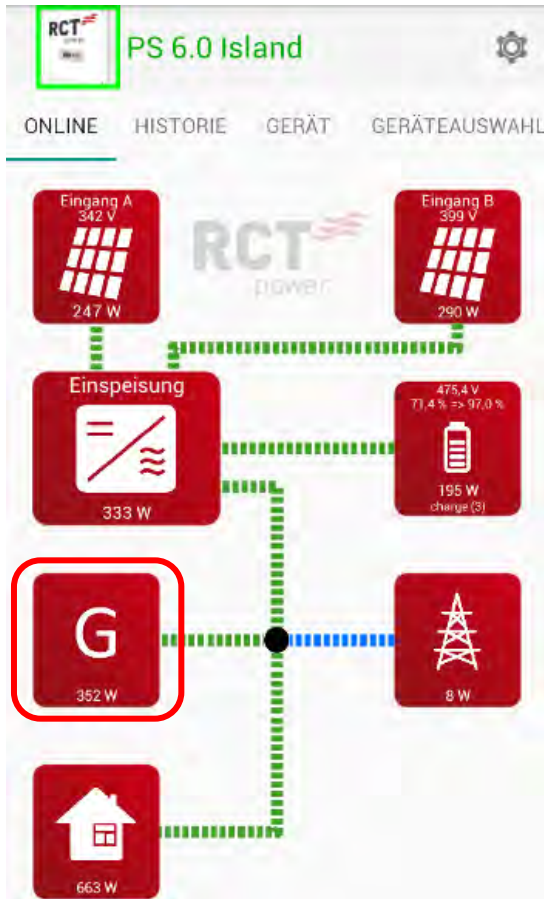 RCT
power
PS 6.0 Island
ONLINE HISTORIE GERÄT GERÄTEAUSWAHL
Eingang A
342 V
247 W
RCT
power
Eingang B
399 V
290 W
Einspeisung
333 W
475,4 V
71,4 % => 97,0 %
195 W
charge (3)
G
352 W
8 W
663 W